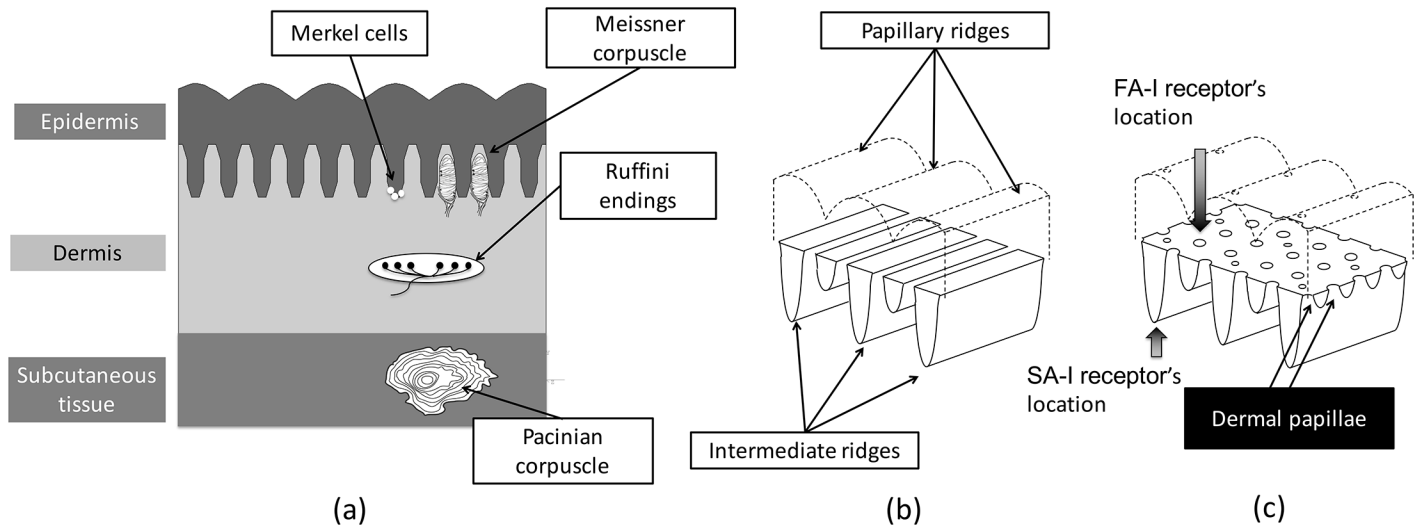 Merkel cells
Meissner
corpuscle
Epidermis
Ruffini
endings
Dermis
Subcutaneous
tissue
Pacinian
corpuscle
(a)
Papillary ridges
Intermediate ridges
(b)
FA-I receptor's
location
SA-I receptor's
location
Dermal papillae
(c)